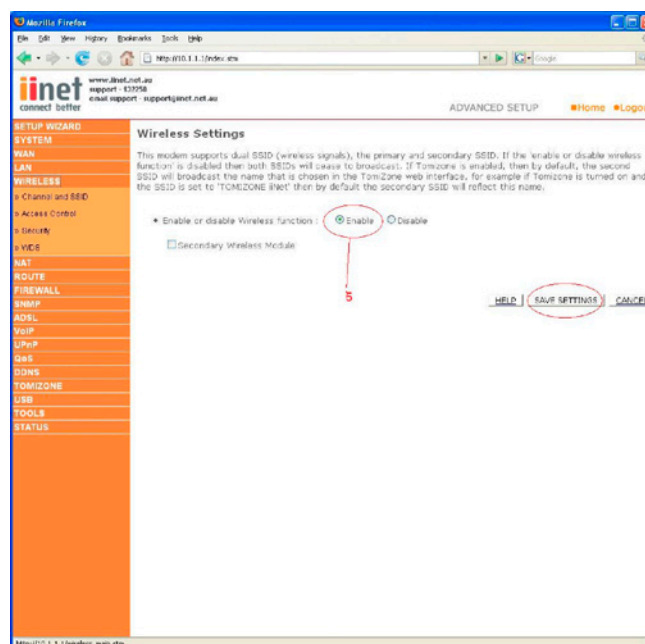 Mozilla Firefox
File Edit View History Bookmarks Tools Help
http://10.1.1.1/index.stm
Google
iinet
connect better
www.iinet.net.au
support - 132258
email support - support@iinet.net.au
ADVANCED SETUP Home Logout
SETUP WIZARD
SYSTEM
WAN
LAN
WIRELESS
» Channel and SSID
» Access Control
» Security
» WDS
NAT
ROUTE
FIREWALL
SNMP
ADSL
VoIP
UPnP
QoS
DDNS
TOMIZONE
USB
TOOLS
STATUS
Wireless Settings
This modem supports dual SSID (wireless signals), the primary and secondary SSID. If the 'enable or disable wireless
function' is disabled then both SSIDs will cease to broadcast. If Tomizone is enabled, then by default, the second
SSID will broadcast the name that is chosen in the TomiZone web interface, for example if Tomizone is turned on and
the SSID is set to 'TOMIZONE iiNet' then by default the secondary SSID will reflect this name.
Enable or disable Wireless function : Enable Disable
Secondary Wireless Module
5
HELP SAVE SETTINGS CANCEL